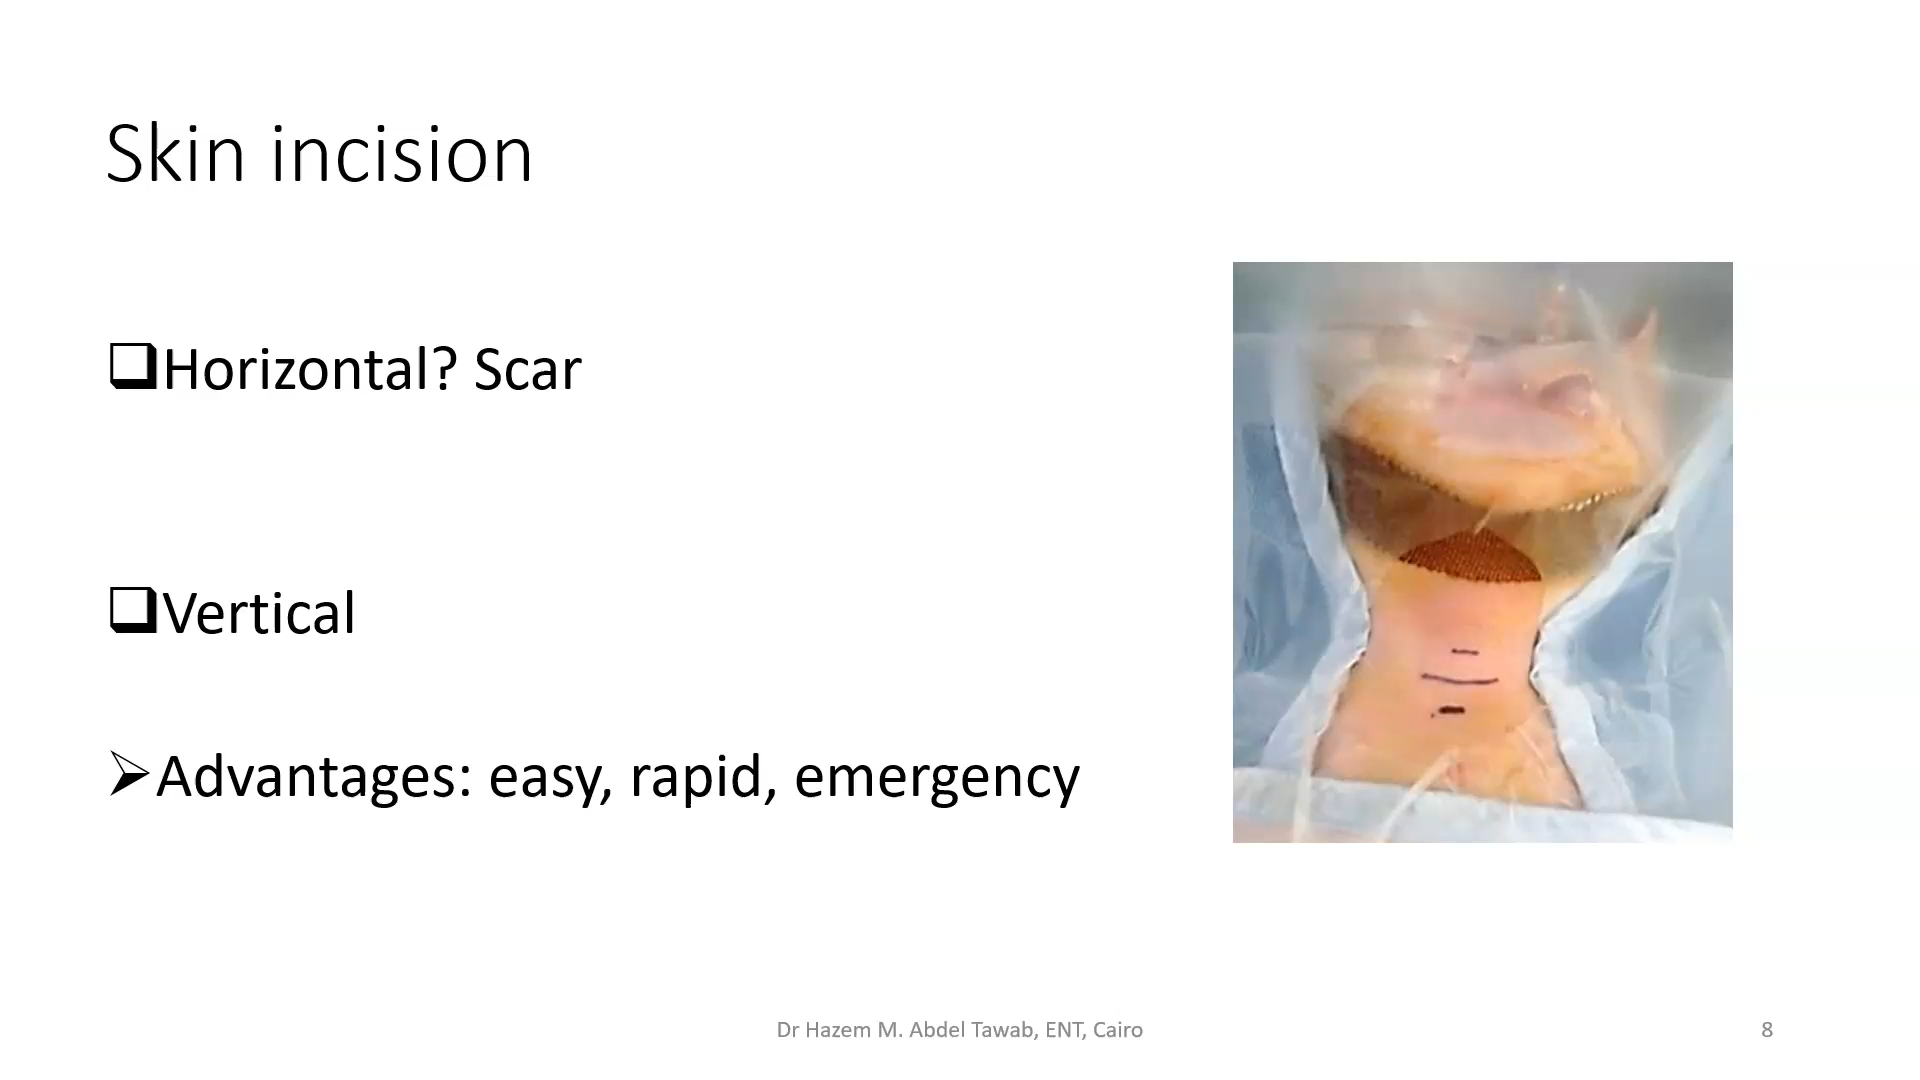 Skin incision
Horizontal? Scar
Vertical
Advantages: easy, rapid, emergency
Dr Hazem M. Abdel Tawab, ENT, Cairo
8